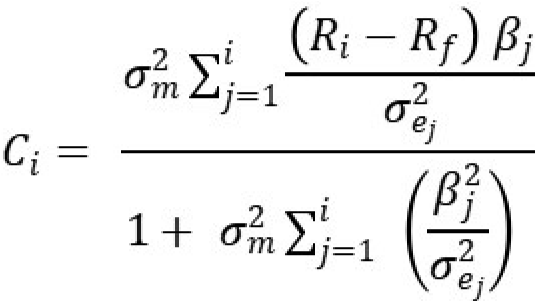 C_i = \frac{\sigma_m^2 \sum_{j=1}^{i} \frac{(R_i - R_f) \beta_j}{\sigma_{e_j}^2}}{1 + \sigma_m^2 \sum_{j=1}^{i} \left( \frac{\beta_j^2}{\sigma_{e_j}^2} \right)}